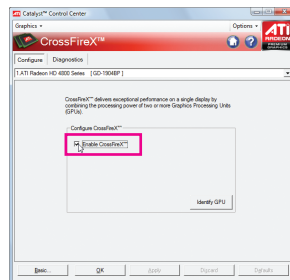 Catalyst™ Control Center
Graphics
Options
CrossFireX™
ATI
RADEON
PREMIUM
GRAPHICS
Configure
Diagnostics
1.ATI Radeon HD 4800 Series [ GD-1904BP ]
CrossFireX™ delivers exceptional performance on a single display by
combining the processing power of two or more Graphics Processing Units
(GPUs).
Configure CrossFireX™
Enable CrossFireX™
Identify GPU
Basic...
OK
Apply
Discard
Defaults